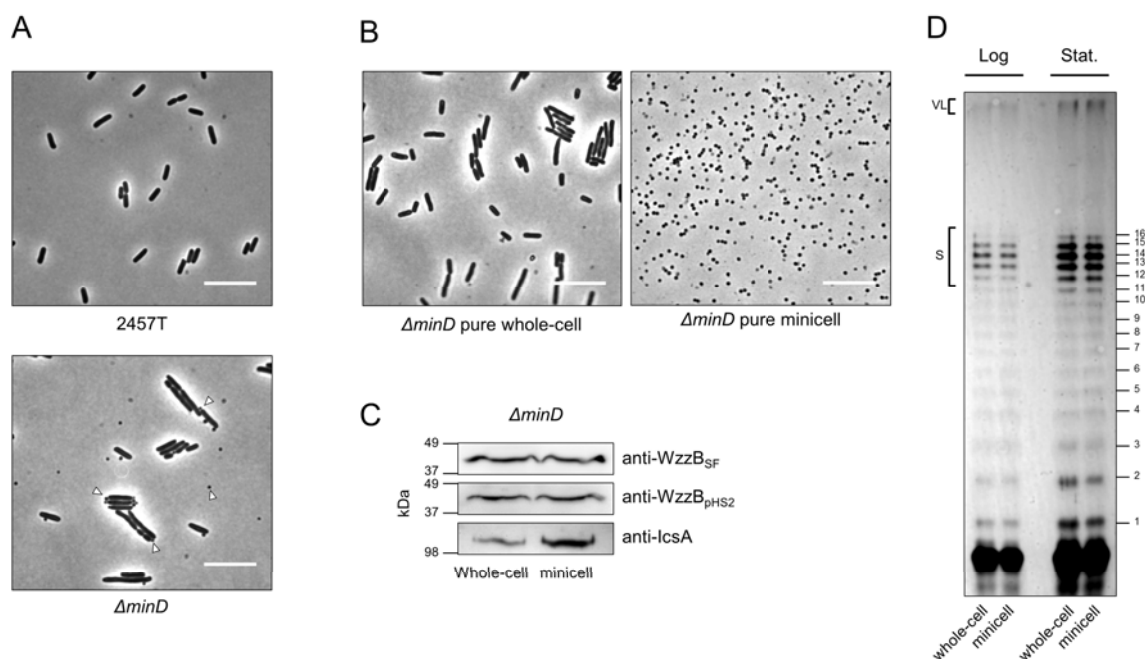 A
2457T
ΔminD
B
ΔminD pure whole-cell
ΔminD pure minicell
C
ΔminD
kDa
49
37
anti-WzzBSF
49
37
anti-WzzBpHS2
98
anti-IcsA
Whole-cell minicell
D
Log Stat.
VL
S
16
15
14
13
12
11
10
9
8
7
6
5
4
3
2
1
whole-cell
minicell
whole-cell
minicell